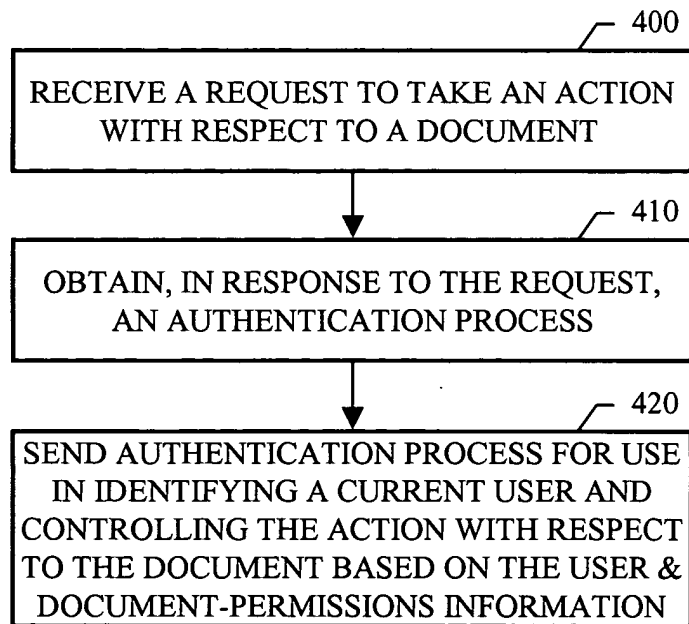 400
RECEIVE A REQUEST TO TAKE AN ACTION
WITH RESPECT TO A DOCUMENT
410
OBTAIN, IN RESPONSE TO THE REQUEST,
AN AUTHENTICATION PROCESS
420
SEND AUTHENTICATION PROCESS FOR USE
IN IDENTIFYING A CURRENT USER AND
CONTROLLING THE ACTION WITH RESPECT
TO THE DOCUMENT BASED ON THE USER &
DOCUMENT-PERMISSIONS INFORMATION